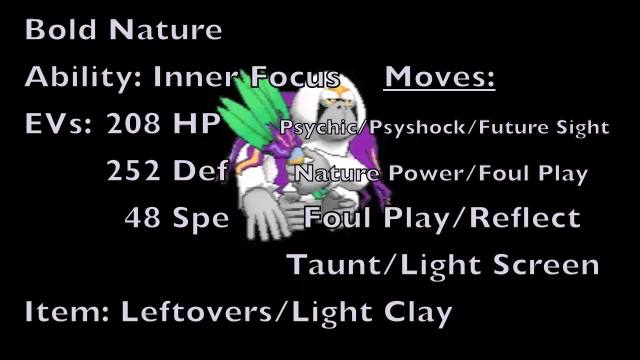 Bold Nature
Ability: Inner Focus
Moves:
EVs: 208 HP
Psychic/Psyshock/Future Sight
252 Def
Nature Power/Foul Play
48 Spe
Foul Play/Reflect
Taunt/Light Screen
Item: Leftovers/Light Clay